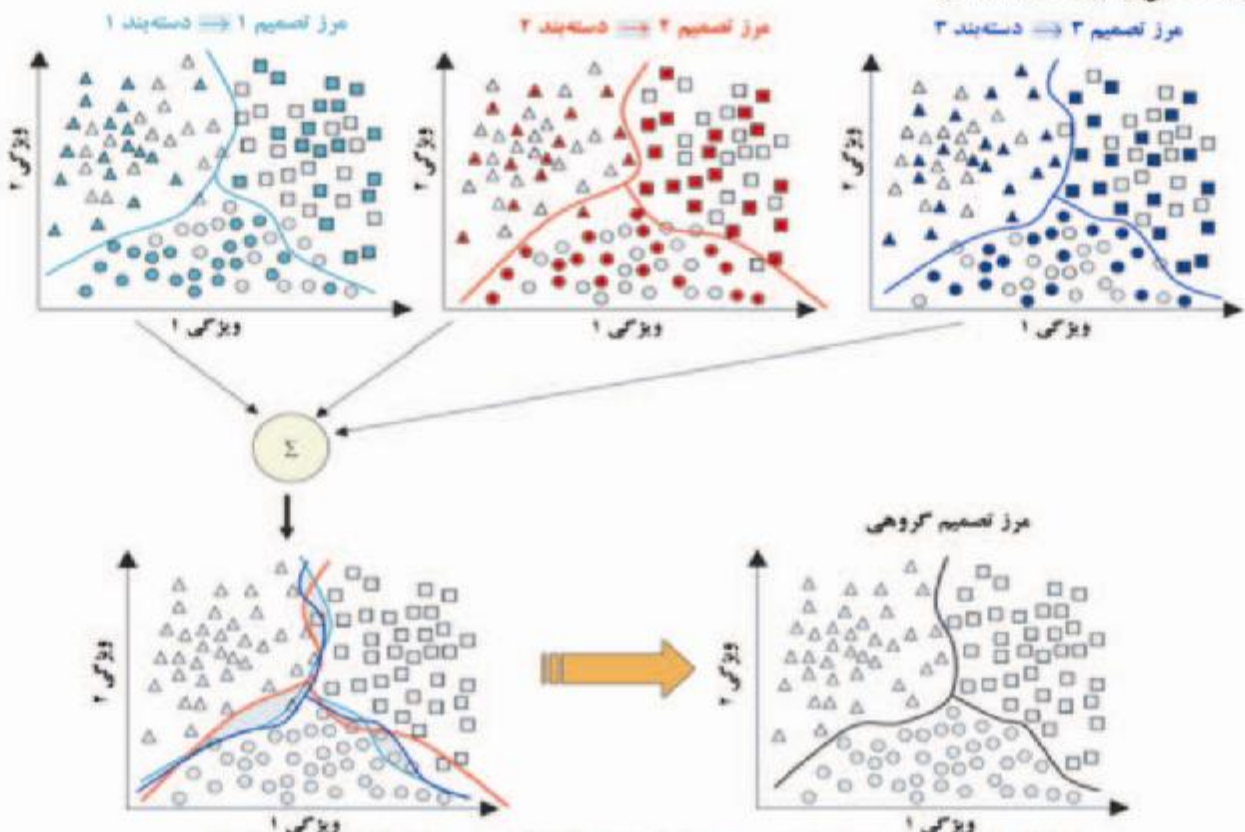 مرز تصمیم ۱ ⇒ دسته‌بند ۱
مرز تصمیم ۲ ⇒ دسته‌بند ۲
مرز تصمیم ۳ ⇒ دسته‌بند ۳
ویژگی ۲
ویژگی ۱
ویژگی ۲
ویژگی ۱
ویژگی ۲
ویژگی ۱
Σ
مرز تصمیم گروهی
ویژگی ۲
ویژگی ۱
ویژگی ۲
ویژگی ۱